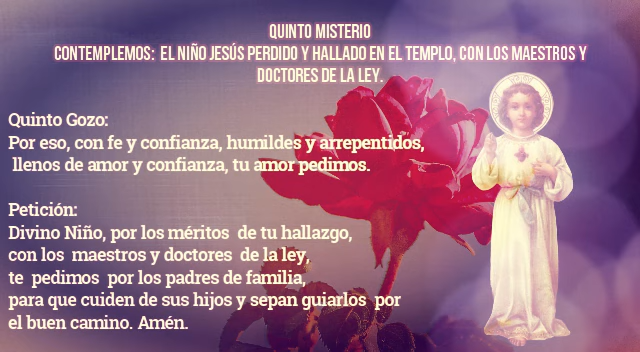 QUINTO MISTERIO
CONTEMPLEMOS: EL NIÑO JESÚS PERDIDO Y HALLADO EN EL TEMPLO, CON LOS MAESTROS Y
DOCTORES DE LA LEY.
Quinto Gozo:
Por eso, con fe y confianza, humildes y arrepentidos,
llenos de amor y confianza, tu amor pedimos.
Petición:
Divino Niño, por los méritos de tu hallazgo,
con los maestros y doctores de la ley,
te pedimos por los padres de familia,
para que cuiden de sus hijos y sepan guiarlos por
el buen camino. Amén.